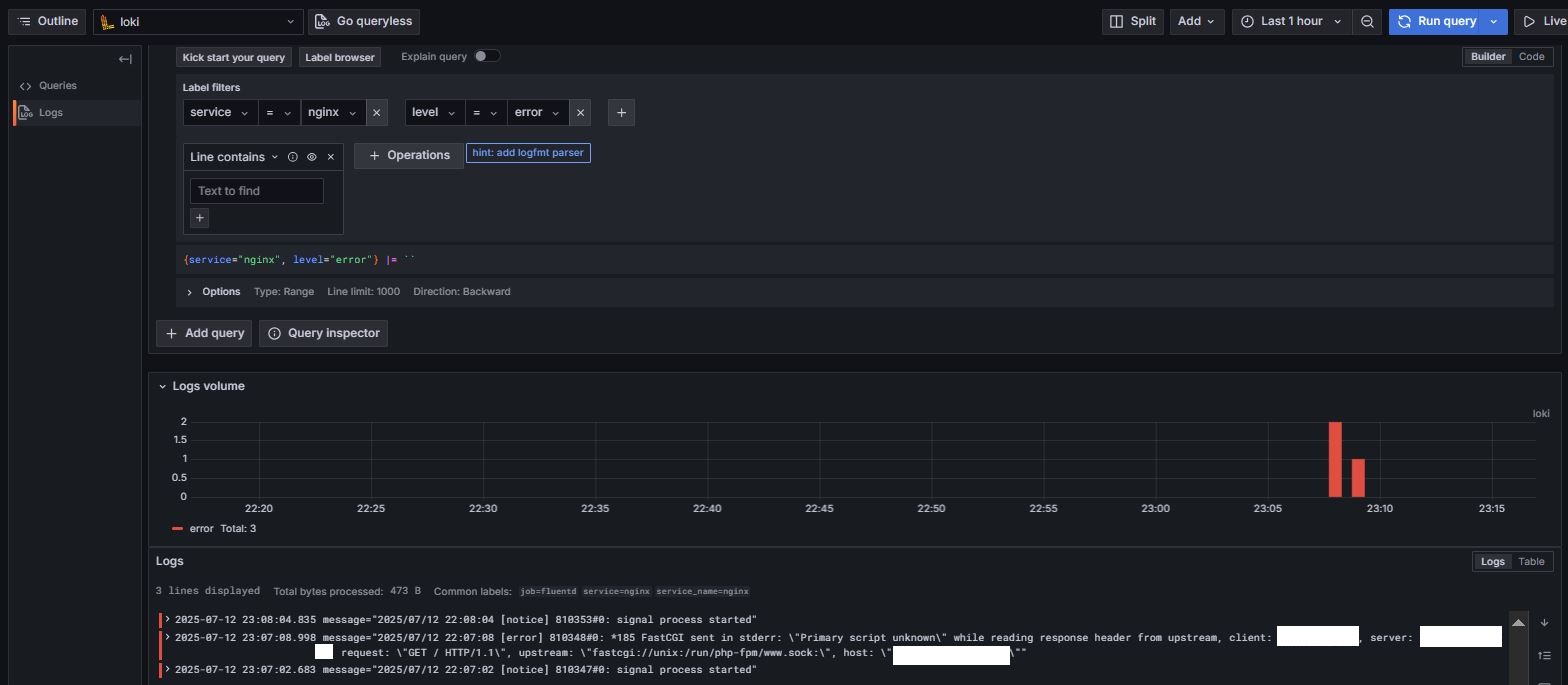 Outline
loki
Go queryless
Split
Add
Last 1 hour
Run query
Live
Queries
Logs
Kick start your query
Label browser
Explain query
Builder
Code
Label filters
service = nginx
level = error
Line contains
Operations
hint: add logfmt parser
Text to find
{service="nginx", level="error"} |= ``
Options Type: Range Line limit: 1000 Direction: Backward
Add query
Query inspector
Logs volume
loki
2
1.5
1
0.5
0
22:20 22:25 22:30 22:35 22:40 22:45 22:50 22:55 23:00 23:05 23:10 23:15
error Total: 3
Logs
Logs Table
3 lines displayed Total bytes processed: 473 B Common labels: job=fluentd service=nginx service_name=nginx
2025-07-12 23:08:04.835 message="2025/07/12 22:08:04 [notice] 810353#0: signal process started"
2025-07-12 23:07:08.998 message="2025/07/12 22:07:08 [error] 810348#0: *185 FastCGI sent in stderr: \"Primary script unknown\" while reading response header from upstream, client: , server:
request: \"GET / HTTP/1.1\", upstream: \"fastcgi://unix:/run/php-fpm/www.sock:\", host: \" \""
2025-07-12 23:07:02.683 message="2025/07/12 22:07:02 [notice] 810347#0: signal process started"